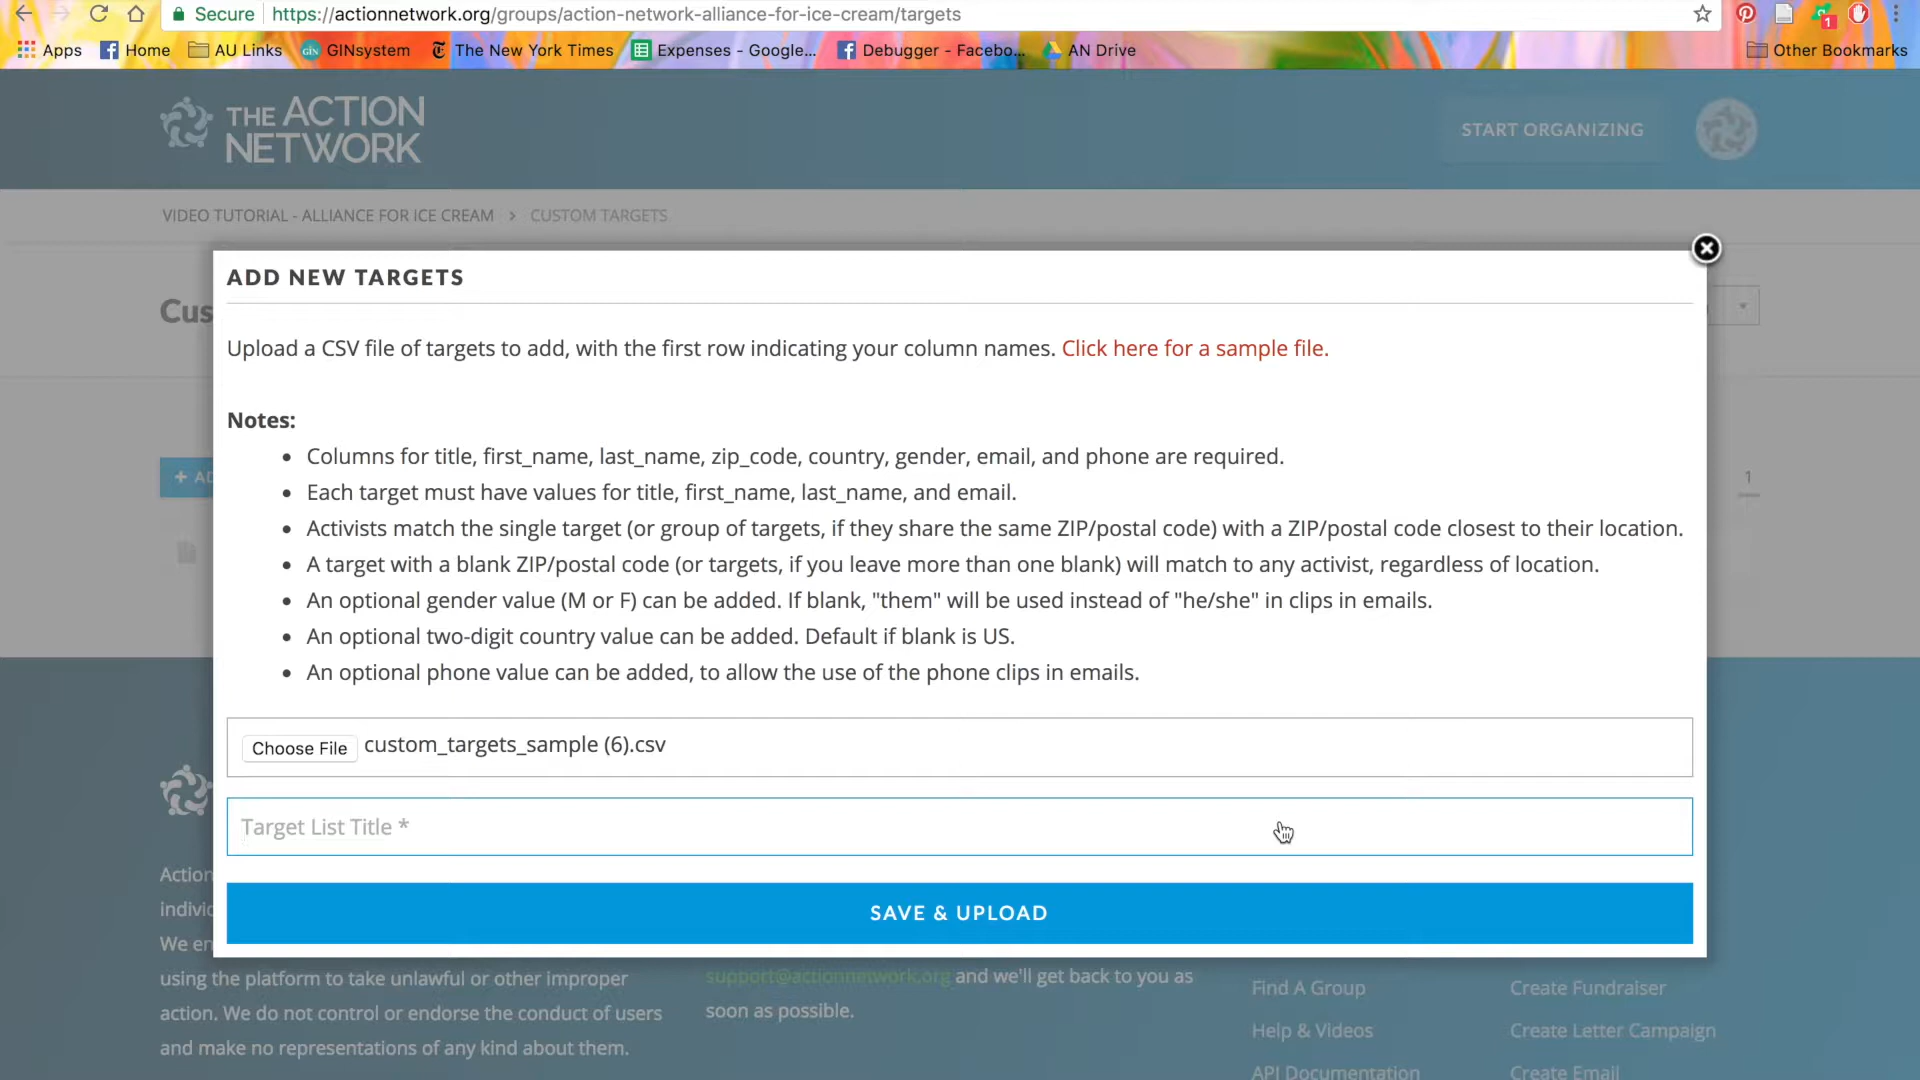 Secure https://actionnetwork.org/groups/action-network-alliance-for-ice-cream/targets
1
Apps Home AU Links GIN GINsystem The New York Times Expenses - Google... Debugger - Facebo... AN Drive Other Bookmarks
THE ACTION
NETWORK
START ORGANIZING
VIDEO TUTORIAL - ALLIANCE FOR ICE CREAM > CUSTOM TARGETS
ADD NEW TARGETS
Cus
Upload a CSV file of targets to add, with the first row indicating your column names. Click here for a sample file.
Notes:
• Columns for title, first_name, last_name, zip_code, country, gender, email, and phone are required.
+ AD
1
• Each target must have values for title, first_name, last_name, and email.
• Activists match the single target (or group of targets, if they share the same ZIP/postal code) with a ZIP/postal code closest to their location.
• A target with a blank ZIP/postal code (or targets, if you leave more than one blank) will match to any activist, regardless of location.
• An optional gender value (M or F) can be added. If blank, "them" will be used instead of "he/she" in clips in emails.
• An optional two-digit country value can be added. Default if blank is US.
• An optional phone value can be added, to allow the use of the phone clips in emails.
Choose File custom_targets_sample (6).csv
Target List Title *
SAVE & UPLOAD
Action
individ
We en
using the platform to take unlawful or other improper
action. We do not control or endorse the conduct of users
and make no representations of any kind about them.
support@actionnetwork.org and we'll get back to you as
soon as possible.
Find A Group
Help & Videos
API Documentation
Create Fundraiser
Create Letter Campaign
Create Email